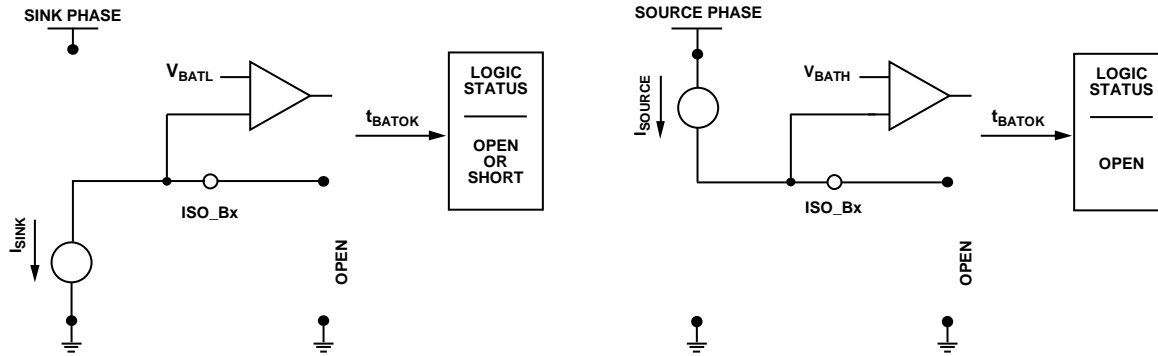 SINK PHASE
V_BATL
t_BATOK
LOGIC
STATUS
OPEN
OR
SHORT
ISO_Bx
I_SINK
OPEN
SOURCE PHASE
I_SOURCE
V_BATH
t_BATOK
LOGIC
STATUS
OPEN
ISO_Bx
OPEN